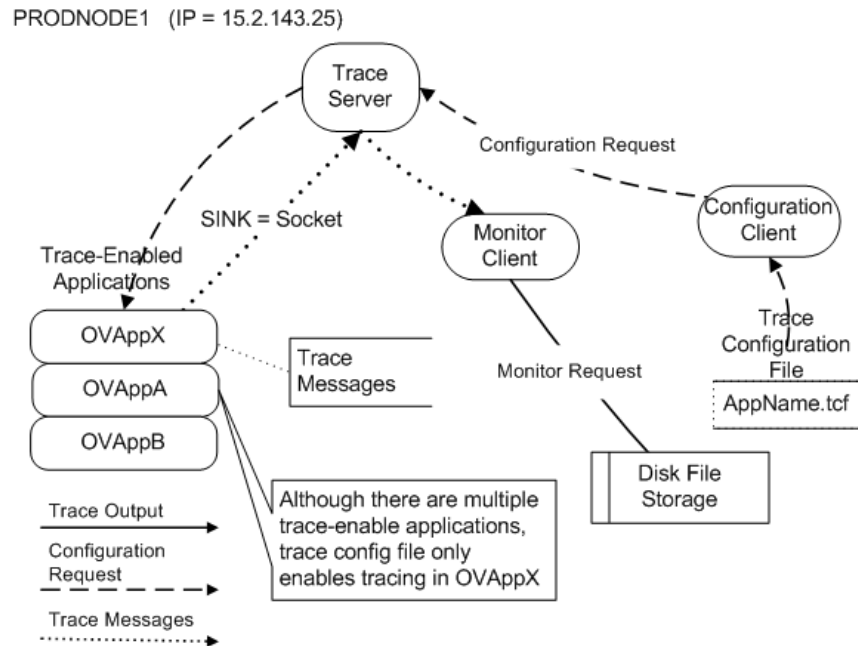 PRODNODE1 (IP = 15.2.143.25)
Trace
Server
Configuration Request
SINK = Socket
Configuration
Client
Monitor
Client
Trace-Enabled
Applications
OVAppX
OVAppA
OVAppB
Trace
Messages
Monitor Request
Trace
Configuration
File
AppName.tcf
Disk File
Storage
Although there are multiple
trace-enable applications,
trace config file only
enables tracing in OVAppX
Trace Output
Configuration
Request
Trace Messages